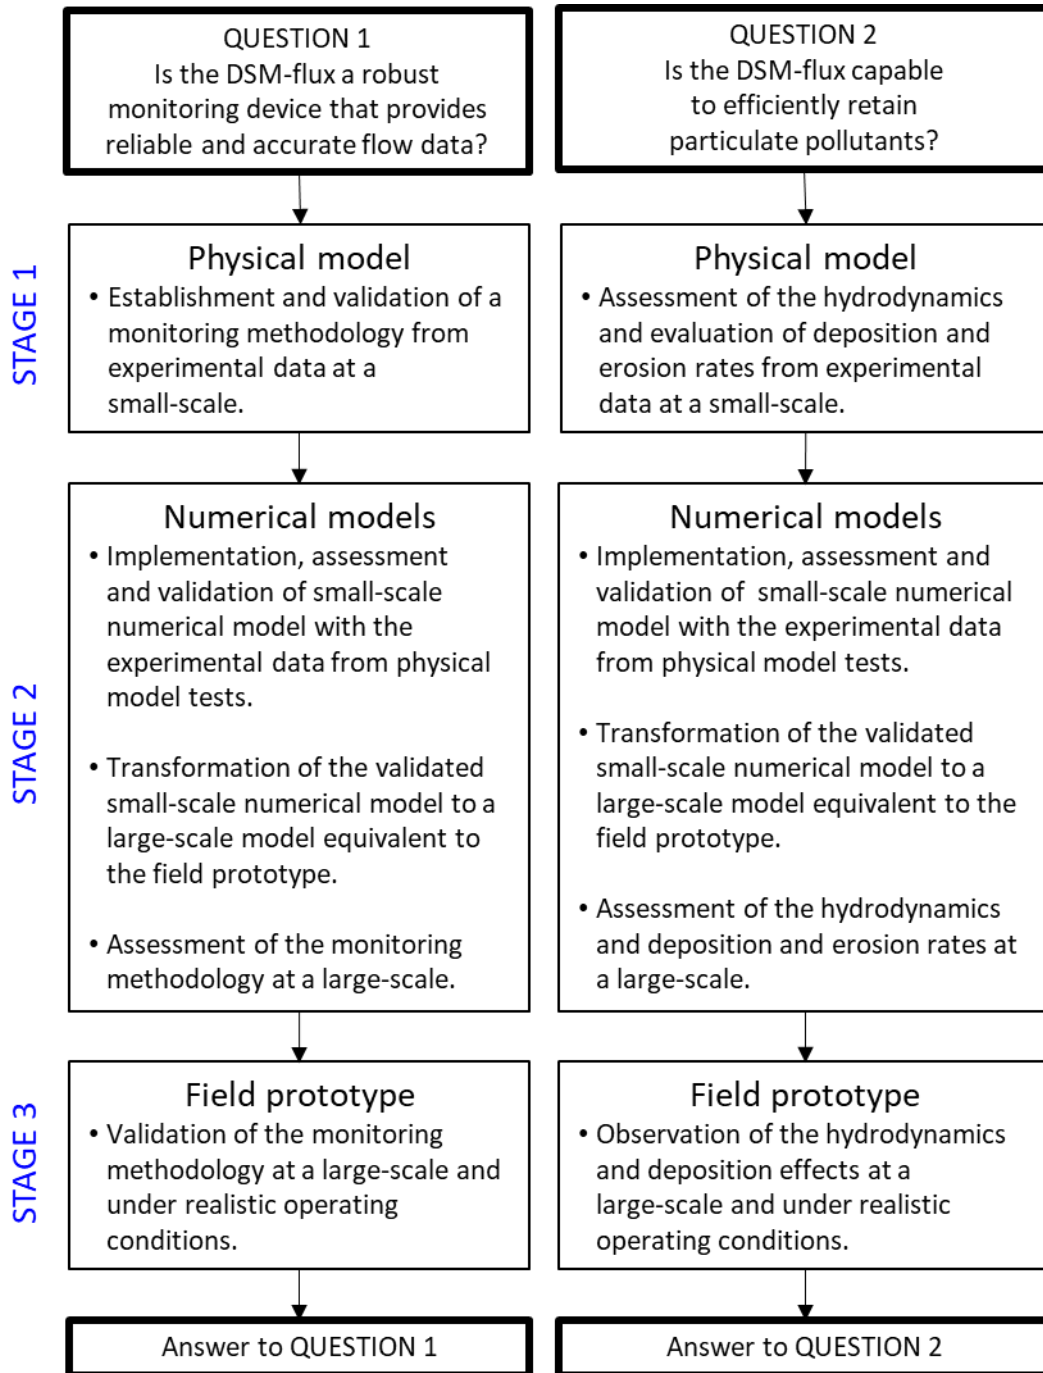 QUESTION 1
Is the DSM-flux a robust
monitoring device that provides
reliable and accurate flow data?
QUESTION 2
Is the DSM-flux capable
to efficiently retain
particulate pollutants?
STAGE 1
Physical model
• Establishment and validation of a
monitoring methodology from
experimental data at a
small-scale.
Physical model
• Assessment of the hydrodynamics
and evaluation of deposition and
erosion rates from experimental
data at a small-scale.
STAGE 2
Numerical models
• Implementation, assessment
and validation of small-scale
numerical model with the
experimental data from physical
model tests.
• Transformation of the validated
small-scale numerical model to a
large-scale model equivalent to
the field prototype.
• Assessment of the monitoring
methodology at a large-scale.
Numerical models
• Implementation, assessment and
validation of small-scale numerical
model with the experimental data
from physical model tests.
• Transformation of the validated
small-scale numerical model to a
large-scale model equivalent to the
field prototype.
• Assessment of the hydrodynamics
and deposition and erosion rates at
a large-scale.
STAGE 3
Field prototype
• Validation of the monitoring
methodology at a large-scale and
under realistic operating
conditions.
Field prototype
• Observation of the hydrodynamics
and deposition effects at a
large-scale and under realistic
operating conditions.
Answer to QUESTION 1
Answer to QUESTION 2